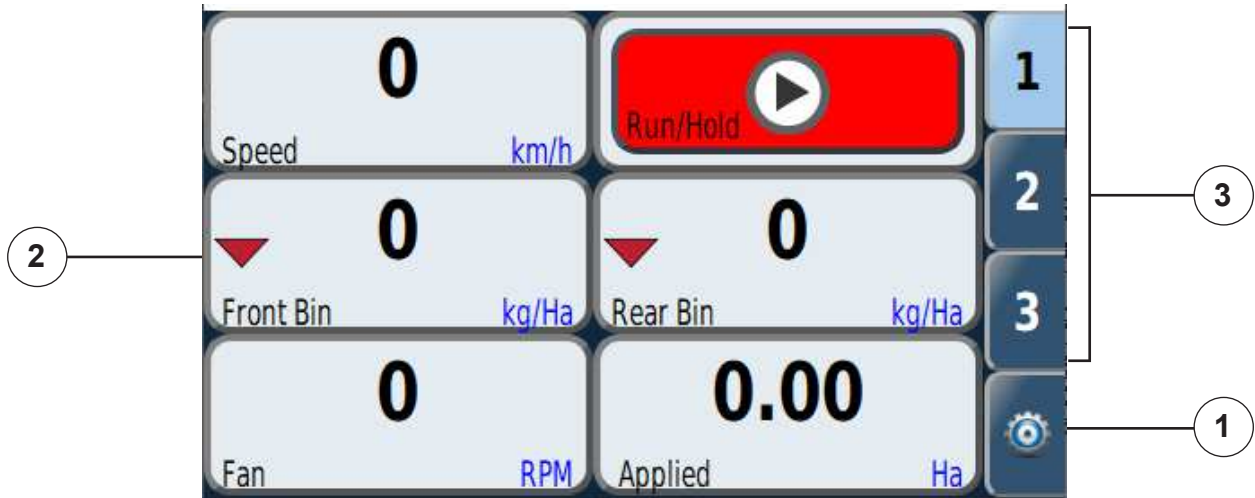 0
Speed km/h
Run/Hold
1
2
3
0
Front Bin kg/Ha
0
Rear Bin kg/Ha
0
Fan RPM
0.00
Applied Ha
2
3
1